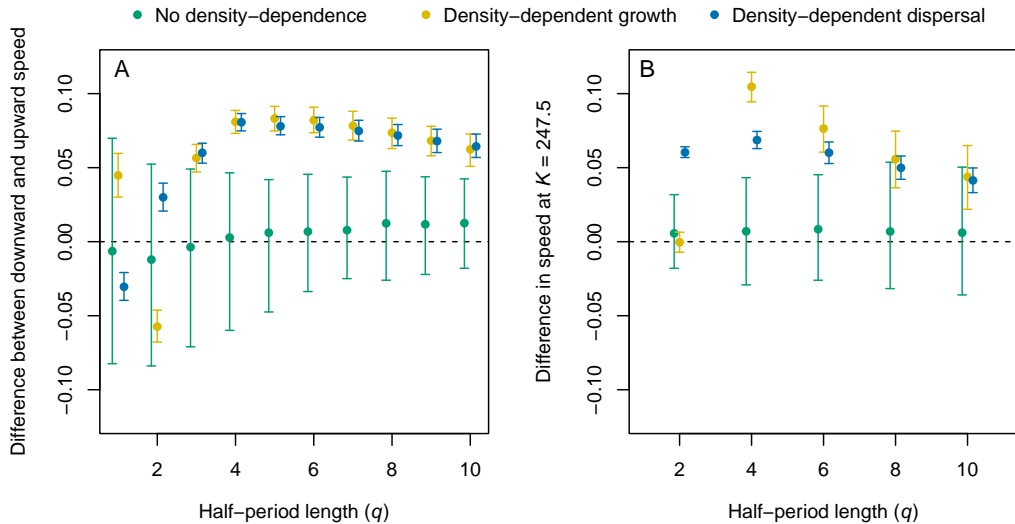 No density−dependence
Density−dependent growth
Density−dependent dispersal
A
Difference between downward and upward speed
0.10
0.05
0.00
−0.05
−0.10
2
4
6
8
10
Half−period length (q)
B
Difference in speed at K = 247.5
0.10
0.05
0.00
−0.05
−0.10
2
4
6
8
10
Half−period length (q)